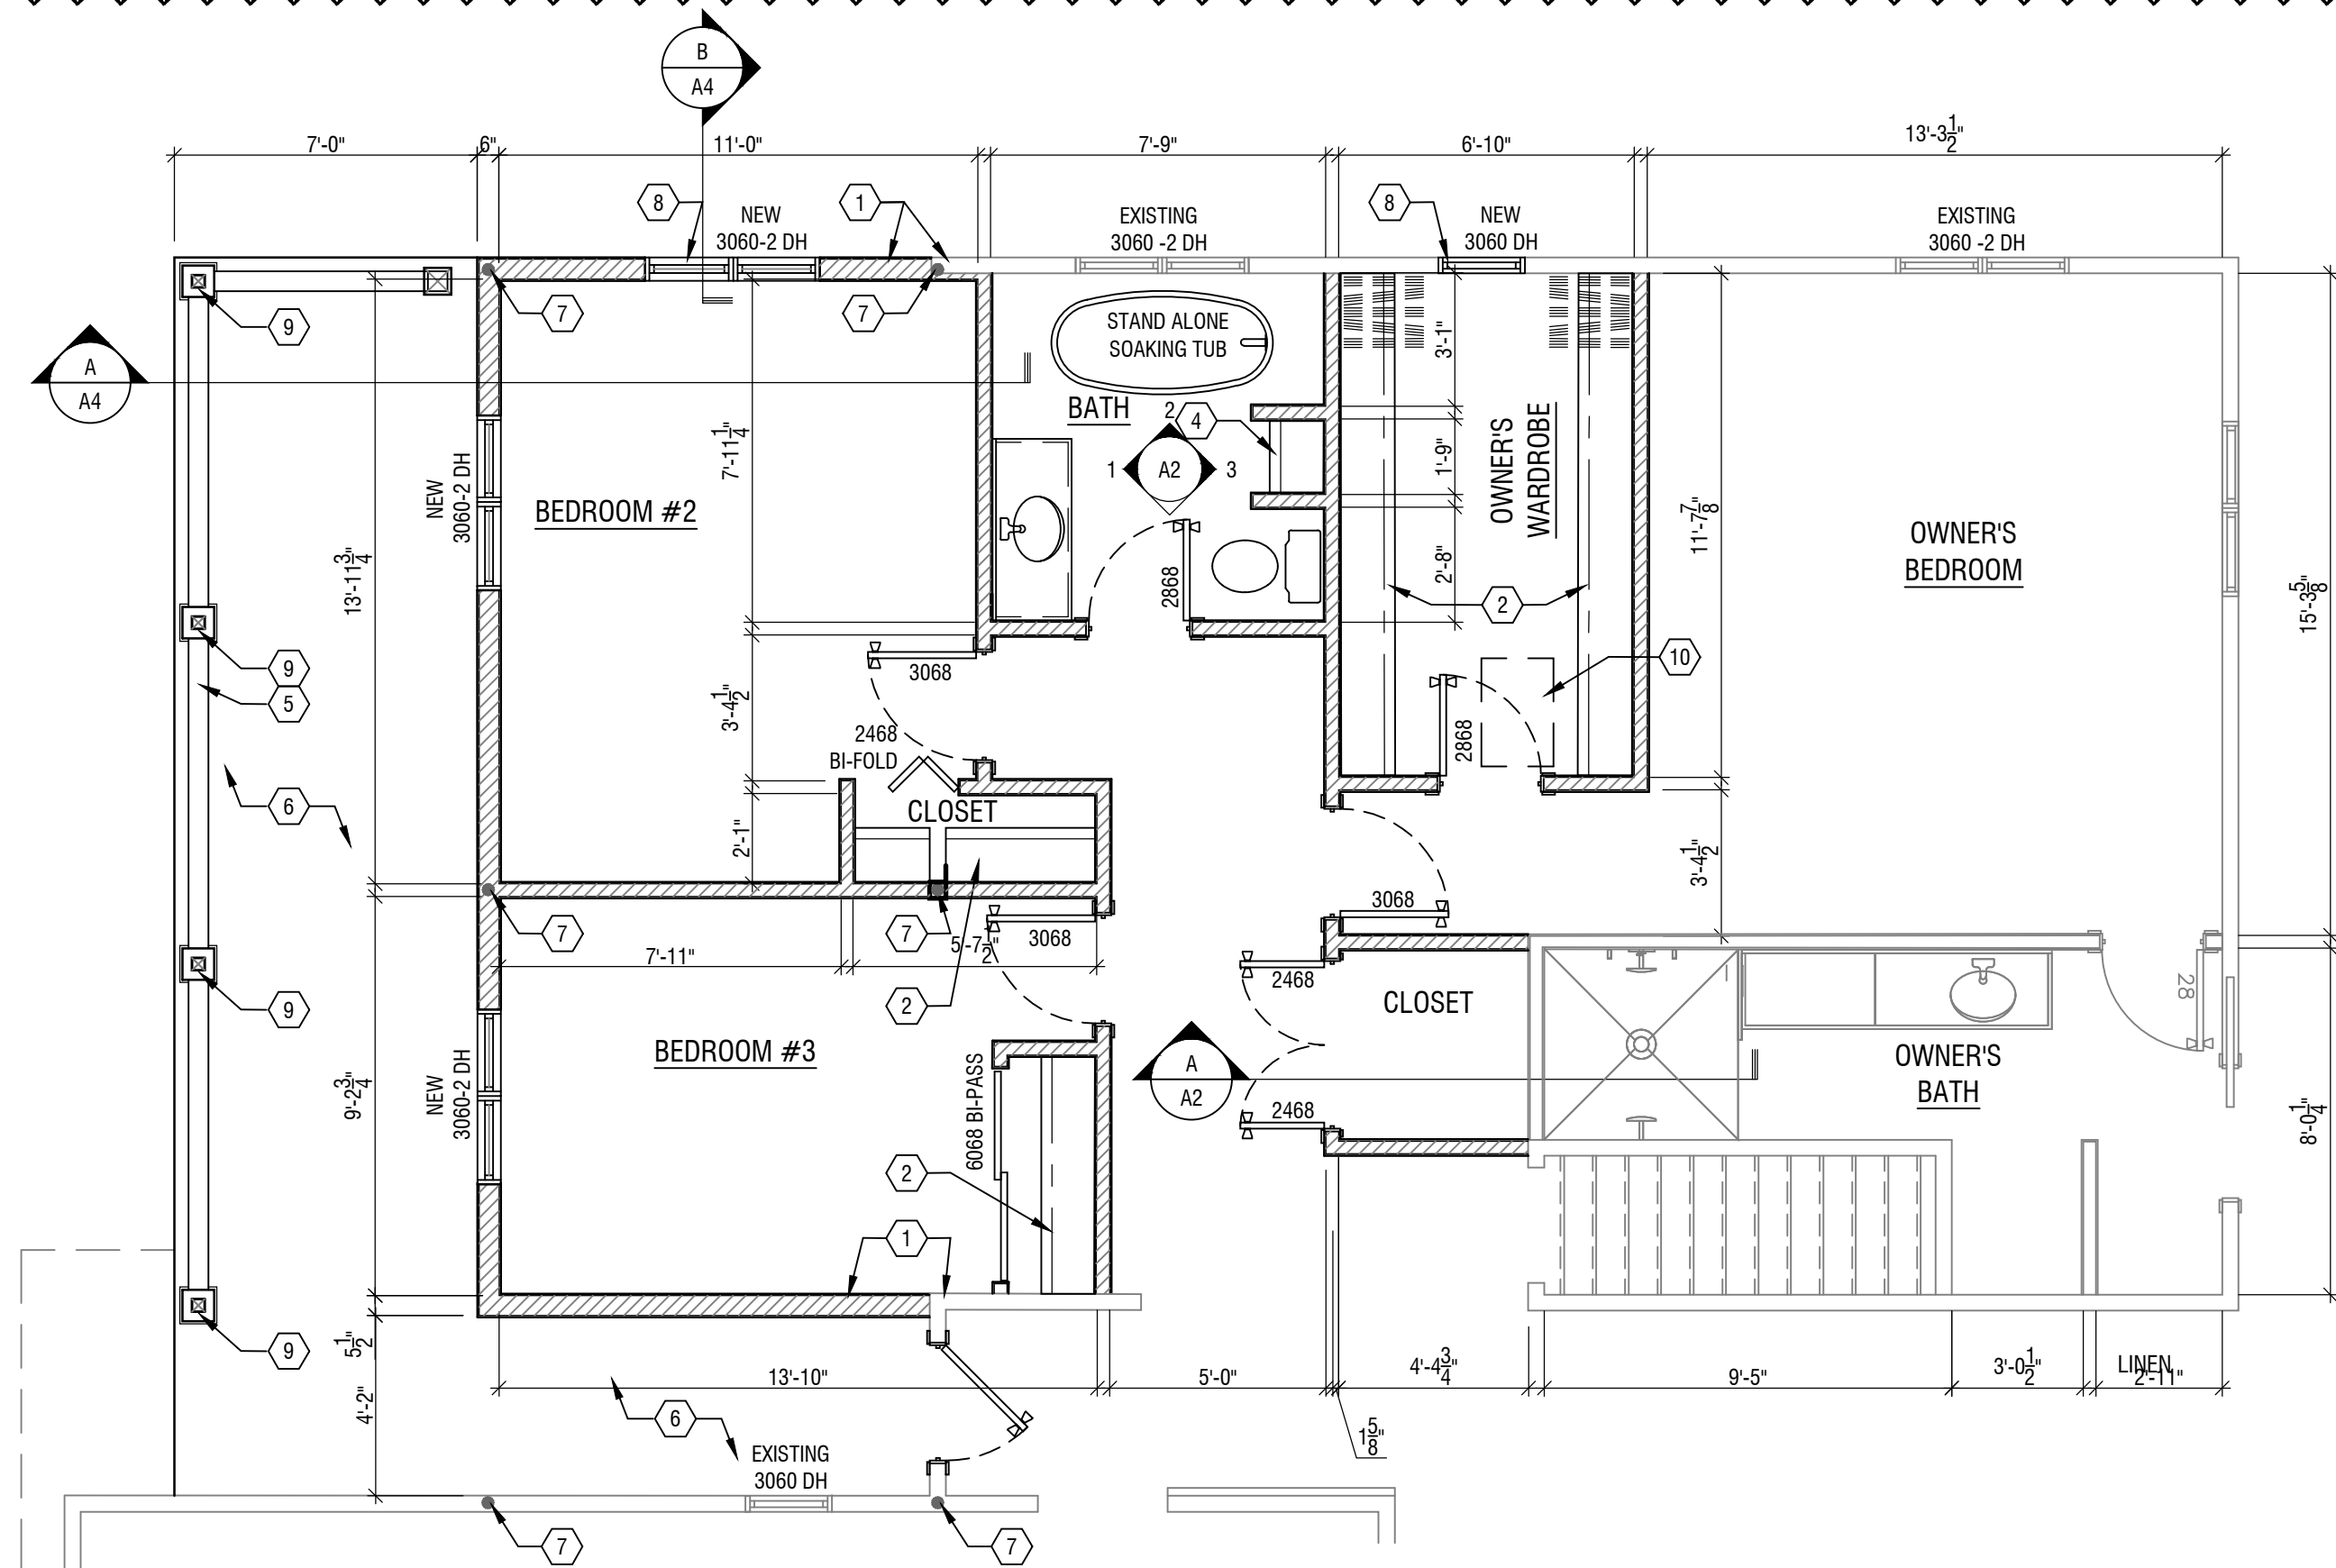 B
A4
7'-0"
6"
11'-0"
7'-9"
6'-10"
13'-3 1/2"
8
NEW
3060-2 DH
1
EXISTING
3060 -2 DH
8
NEW
3060 DH
EXISTING
3060 -2 DH
9
7
7
STAND ALONE
SOAKING TUB
A
A4
3'-1"
BATH
2
4
1
A2
3
1'-9"
OWNER'S
WARDROBE
7'-11 1/4"
NEW
3060-2 DH
BEDROOM #2
11'-7 7/8"
OWNER'S
BEDROOM
13'-11 3/4"
2868
2'-8"
2
15'-3 5/8"
9
5
3068
10
3'-4 1/2"
2468
BI-FOLD
2868
6
CLOSET
2'-1"
3'-4 1/2"
3068
7
7
5'-7 1/2"
3068
7'-11"
2468
28
9
2
CLOSET
BEDROOM #3
OWNER'S
BATH
NEW
3060-2 DH
9'-2 3/4"
6068 BI-PASS
A
A2
2468
8'-0 1/4"
2
1
9
5 1/2"
13'-10"
5'-0"
4'-4 3/4"
9'-5"
3'-0 1/2"
LINEN
2'-11"
4'-2"
6
1 5/8"
EXISTING
3060 DH
7
7